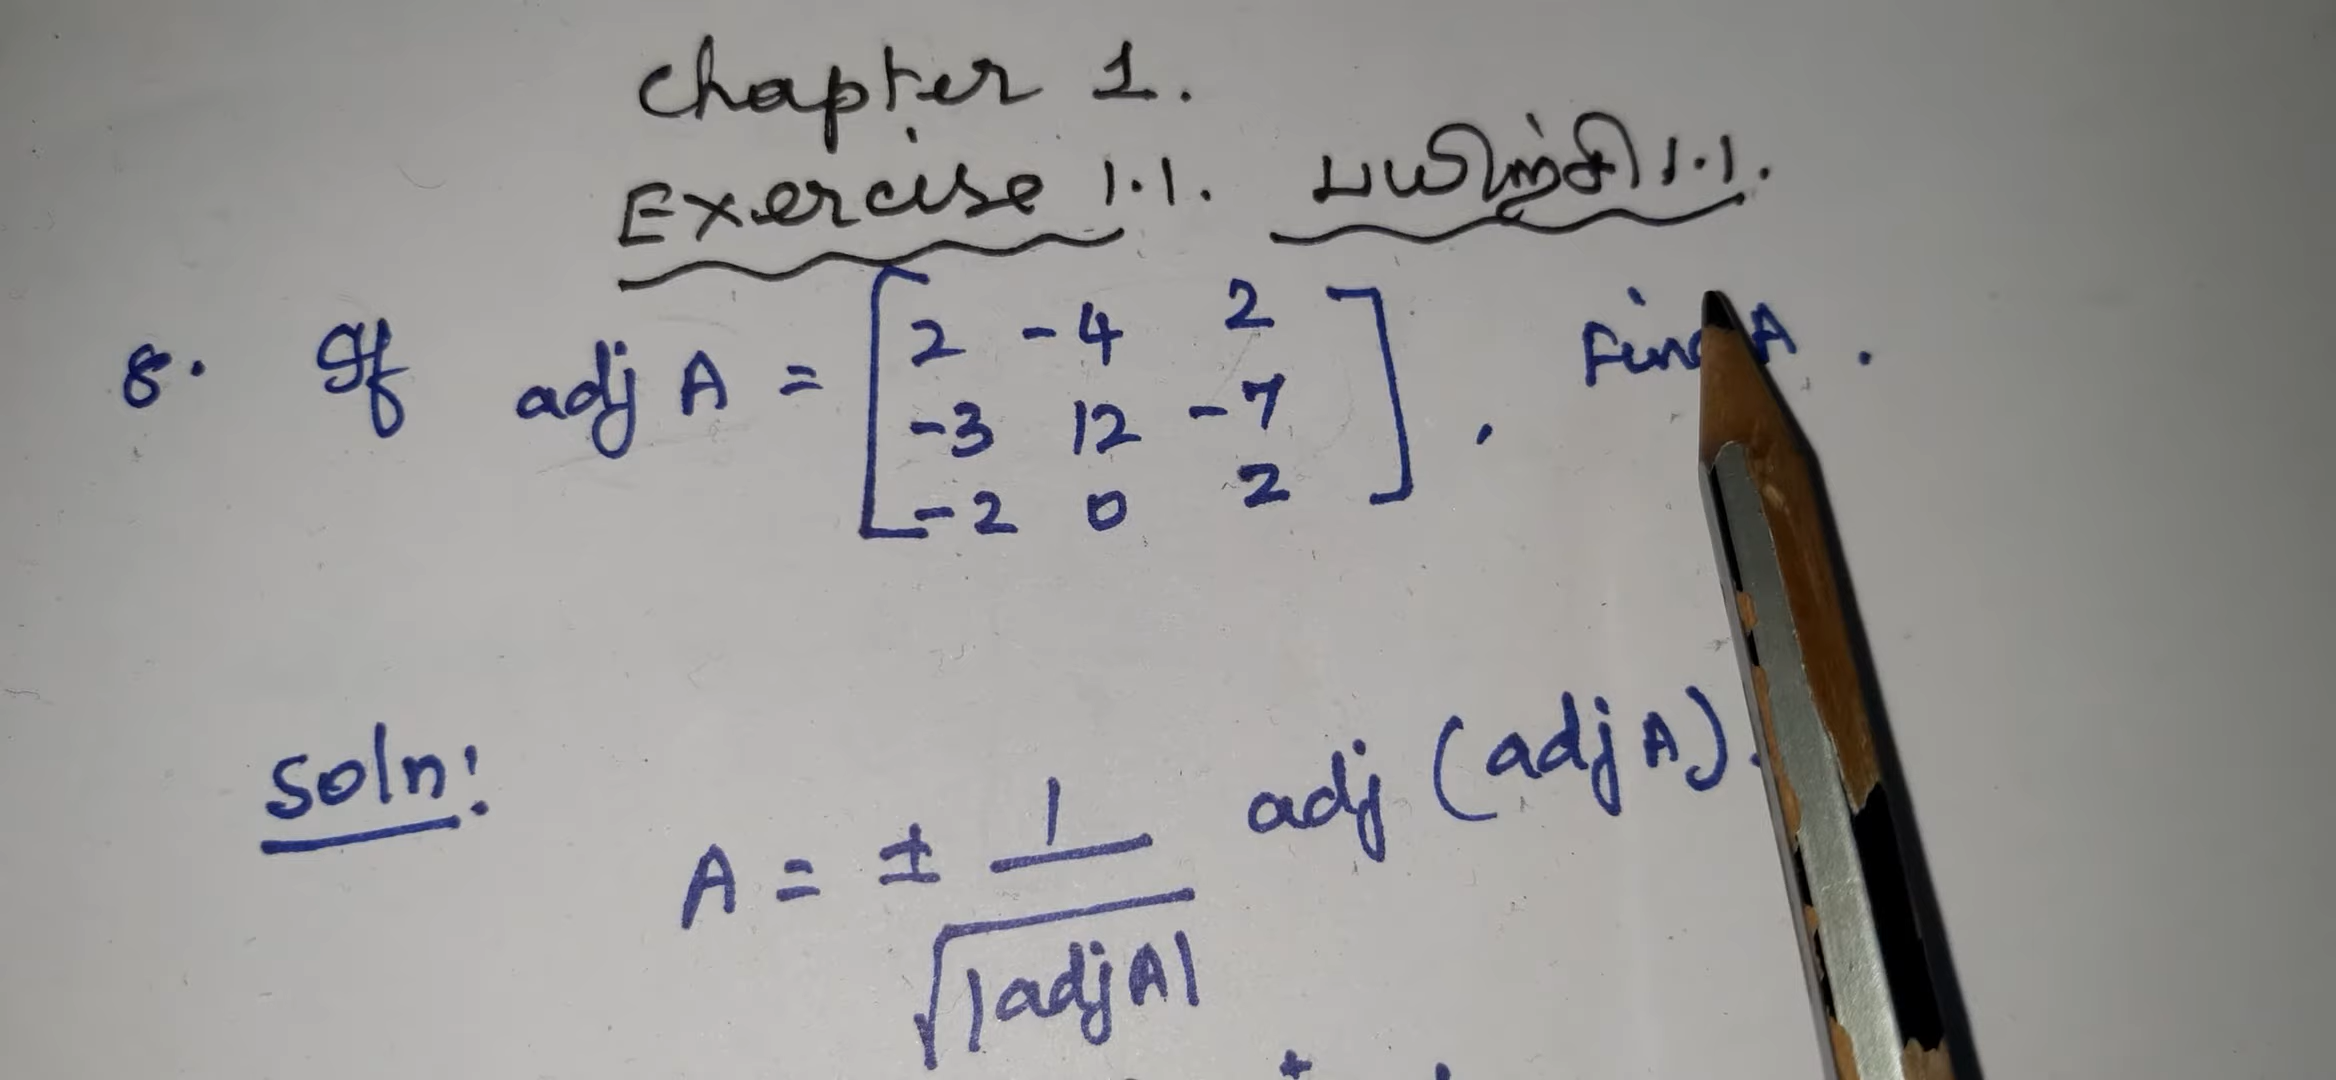 Chapter 1.
Exercise 1.1. பயிற்சி 1.1.
8. If adj A = [2 -4 2
-3 12 -7
-2 0 2], Find A.
Soln:
A = ± 1/√|adj A| adj (adj A).